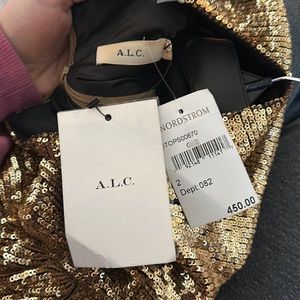 A.L.C.
A.L.C.
NORDSTROM
TOPS00670
2
Dept.082
450.00